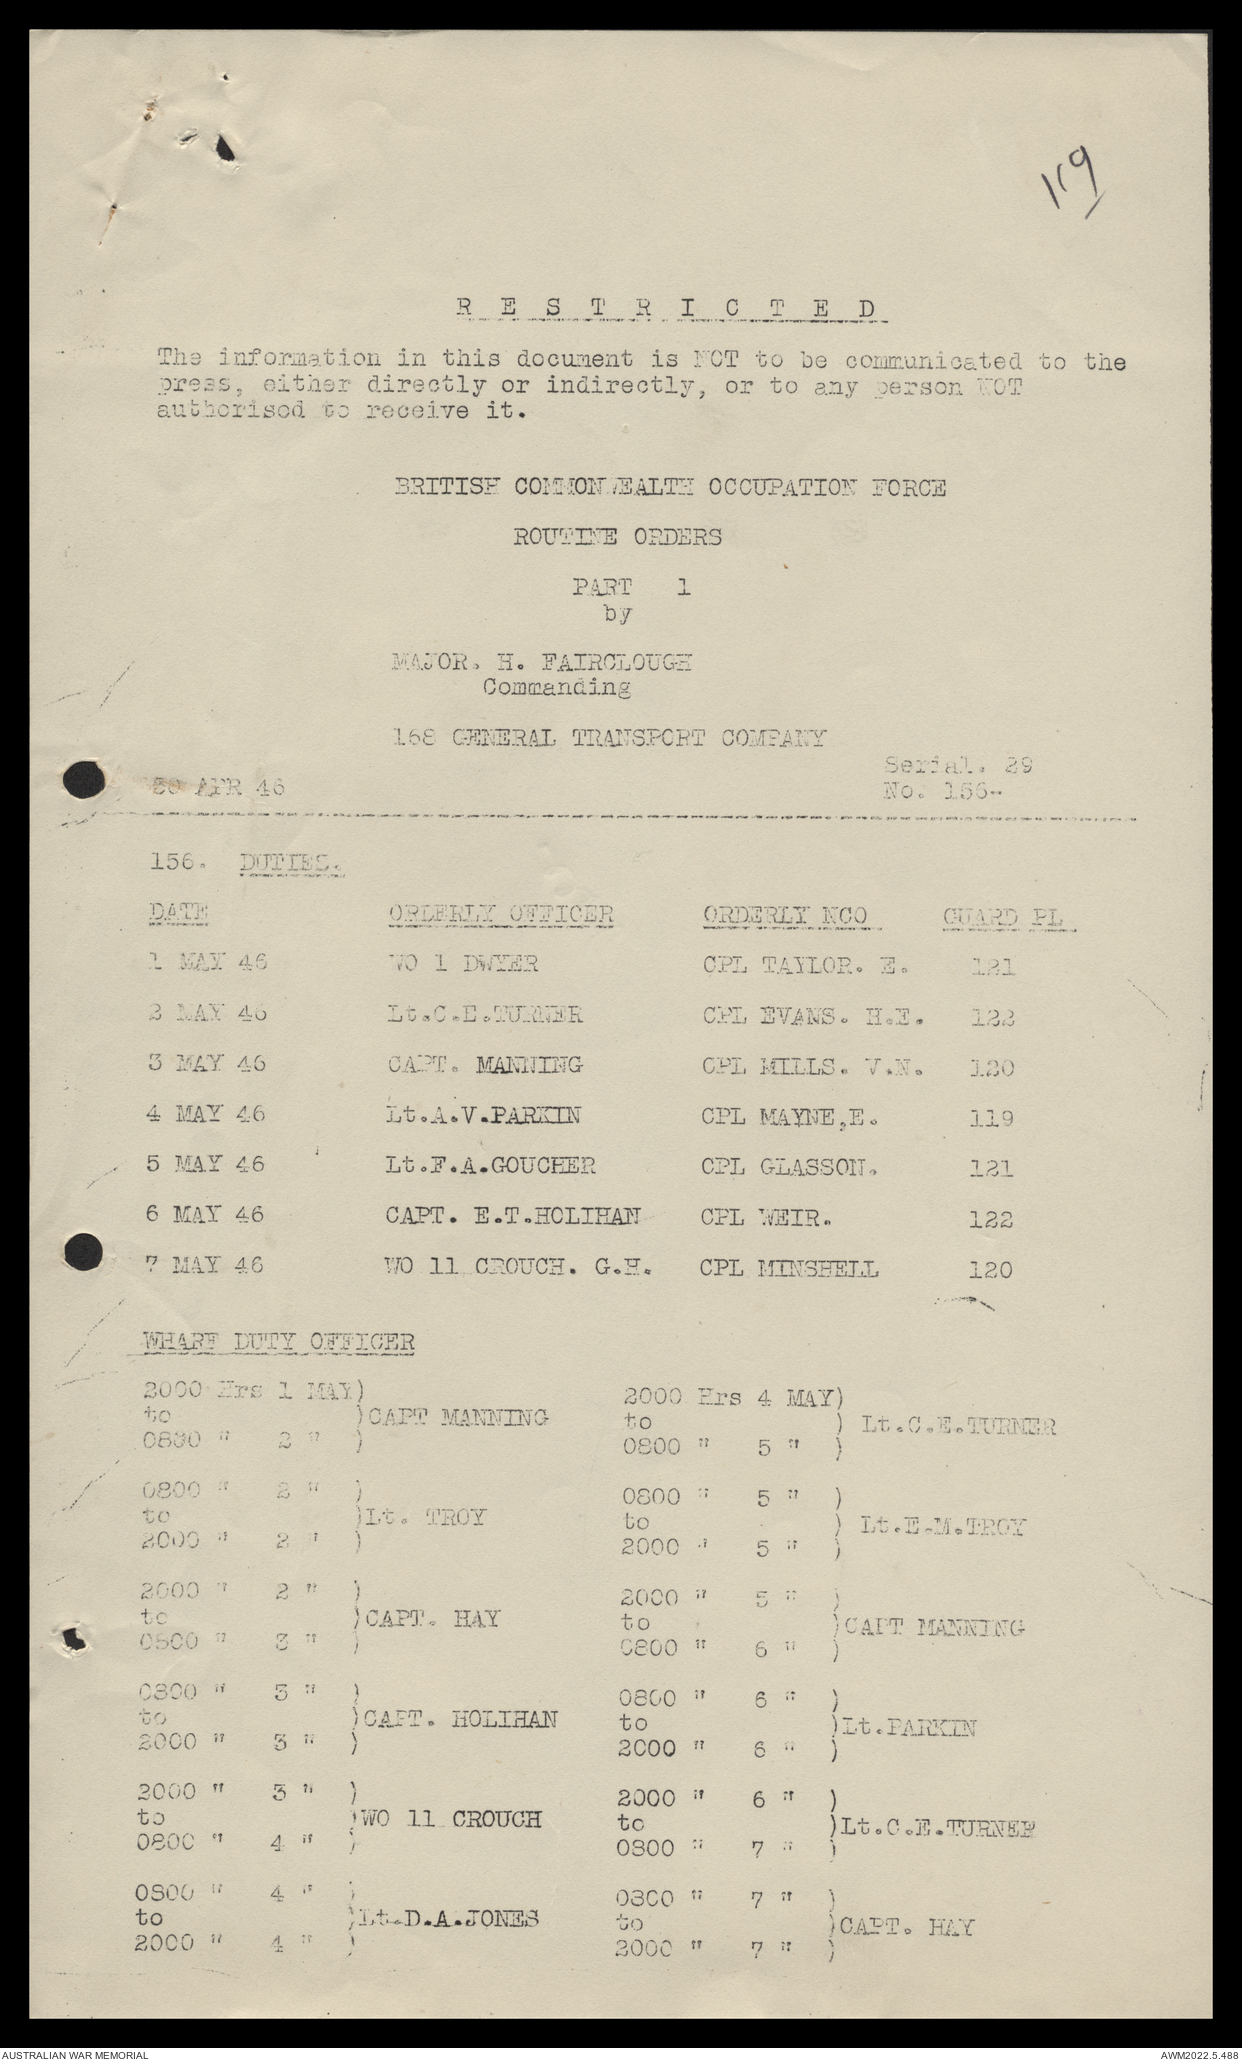 119
R E S T R I C T E D
The information in this document is NOT to be communicated to the
press, either directly or indirectly, or to any person NOT
authorised to receive it.
BRITISH COMMONWEALTH OCCUPATION FORCE
ROUTINE ORDERS
PART 1
by
MAJOR. H. FAIRCLOUGH
Commanding
168 GENERAL TRANSPORT COMPANY
Serial. 29
30 APR 46 No. 156-
156. DUTIES.
DATE ORDERLY OFFICER ORDERLY NCO GUARD PL
1 MAY 46 WO 1 DWYER CPL TAYLOR. E. 121
2 MAY 46 Lt.C.E.TURNER CPL EVANS. H.E. 122
3 MAY 46 CAPT. MANNING CPL MILLS. V.N. 120
4 MAY 46 Lt.A.V.PARKIN CPL MAYNE,E. 119
5 MAY 46 Lt.F.A.GOUCHER CPL GLASSON. 121
6 MAY 46 CAPT. E.T.HOLIHAN CPL WEIR. 122
7 MAY 46 WO 11 CROUCH. G.H. CPL MINSHELL 120
WHARF DUTY OFFICER
2000 Hrs 1 MAY)
to )CAPT MANNING
0800 " 2 " )
0800 " 2 " )
to )Lt. TROY
2000 " 2 " )
2000 " 2 " )
to )CAPT. HAY
0800 " 3 " )
0800 " 3 " )
to )CAPT. HOLIHAN
2000 " 3 " )
2000 " 3 " )
to )WO 11 CROUCH
0800 " 4 " )
0800 " 4 " )
to )Lt.D.A.JONES
2000 " 4 " )
2000 Hrs 4 MAY)
to ) Lt.C.E.TURNER
0800 " 5 " )
0800 " 5 " )
to ) Lt.E.M.TROY
2000 " 5 " )
2000 " 5 " )
to )CAPT MANNING
0800 " 6 " )
0800 " 6 " )
to )Lt.PARKIN
2000 " 6 " )
2000 " 6 " )
to )Lt.C.E.TURNER
0800 " 7 " )
0800 " 7 " )
to )CAPT. HAY
2000 " 7 " )
AUSTRALIAN WAR MEMORIAL AWM2022.5.488